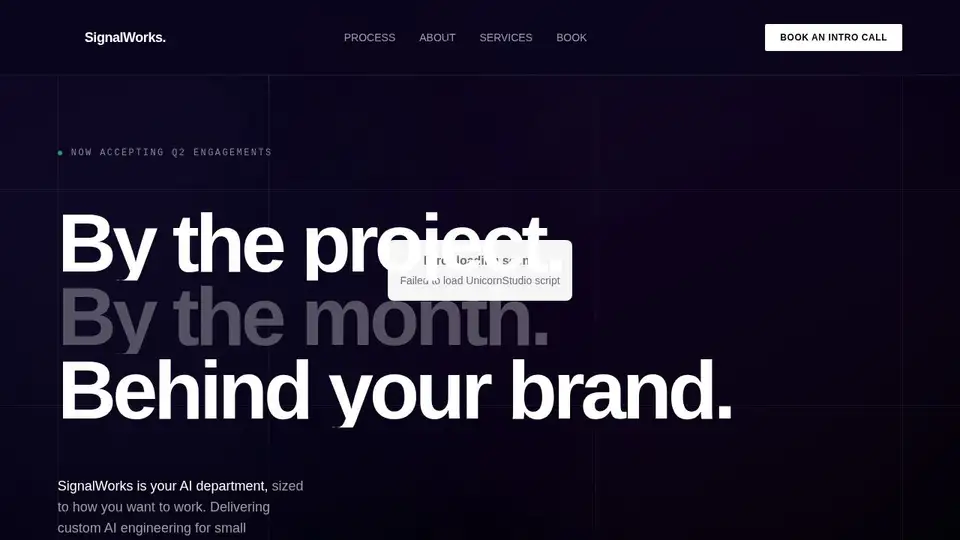 SignalWorks.
PROCESS ABOUT SERVICES BOOK
BOOK AN INTRO CALL
NOW ACCEPTING Q2 ENGAGEMENTS
By the project.
Failed to load UnicornStudio script
By the month.
Behind your brand.
SignalWorks is your AI department, sized
to how you want to work. Delivering
custom AI engineering for small